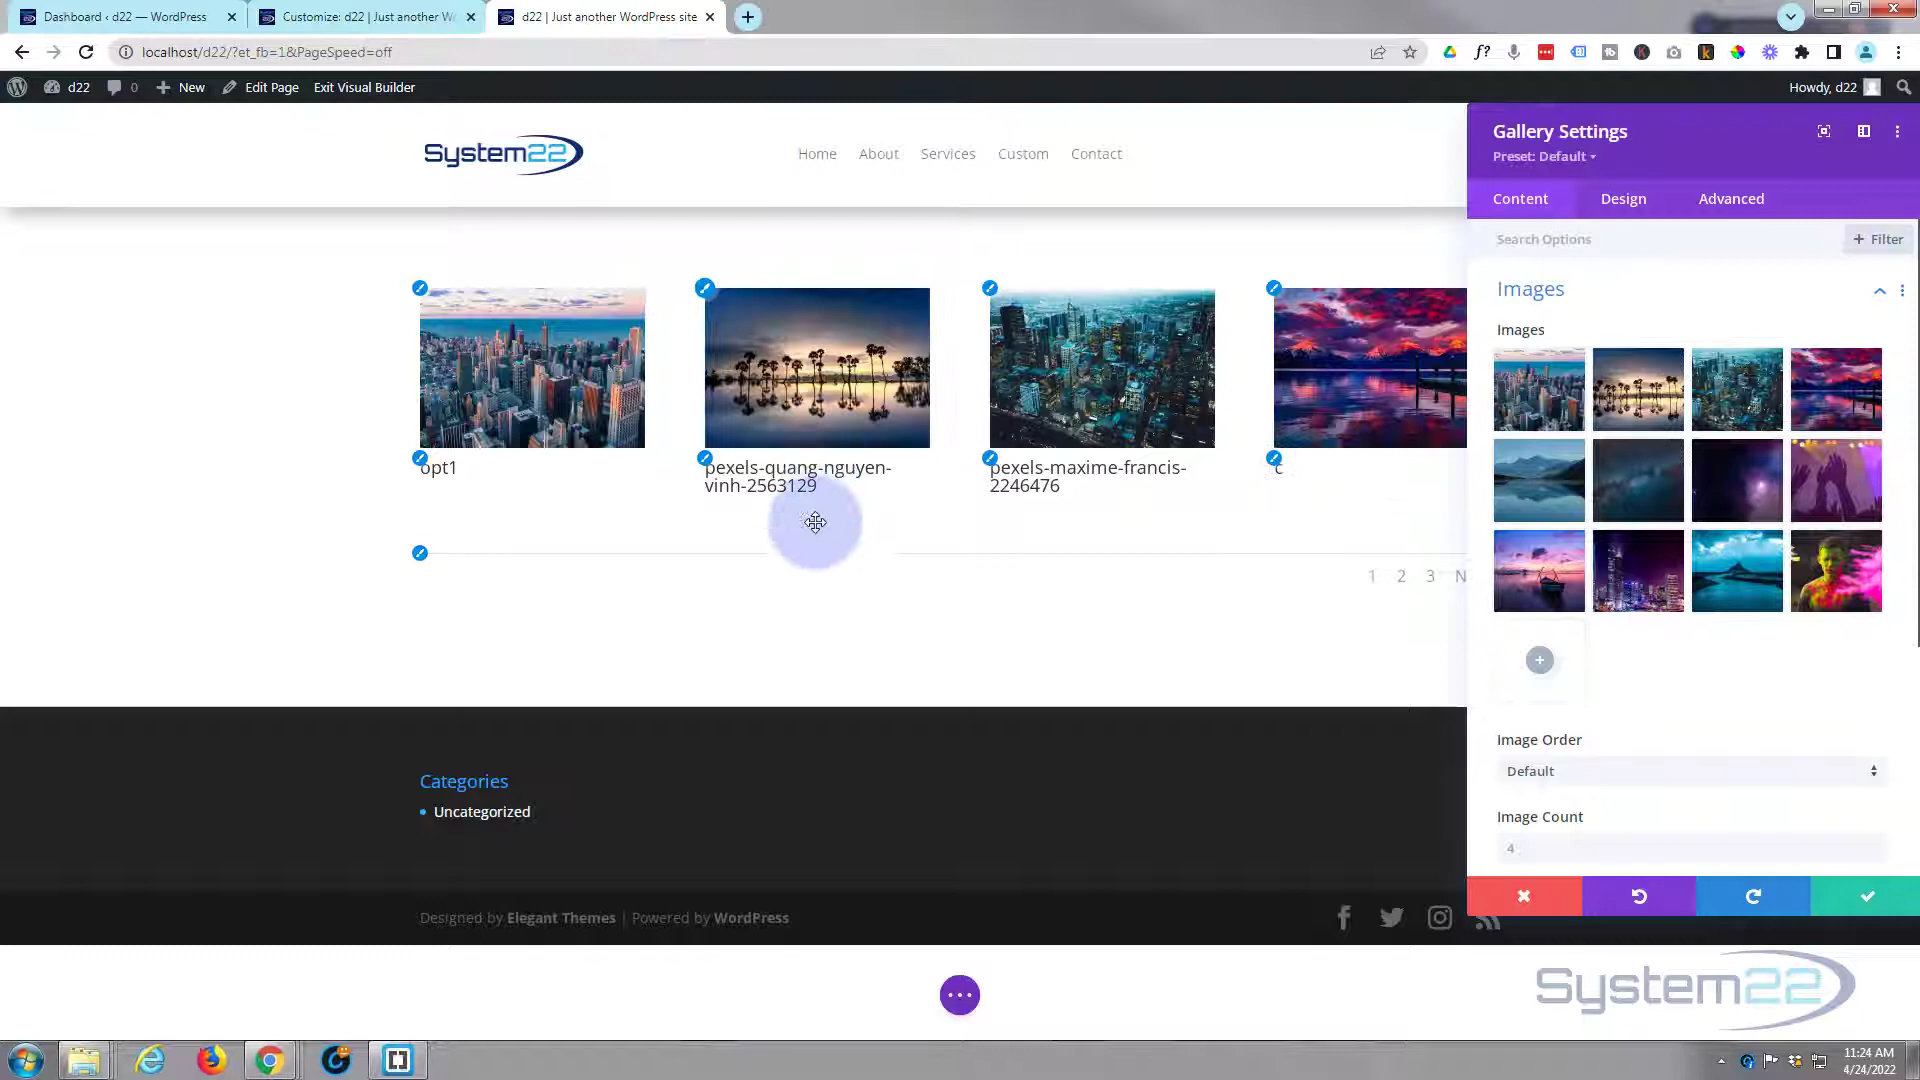 Dashboard ‹ d22 — WordPress
Customize: d22 | Just another W
d22 | Just another WordPress site
localhost/d22/?et_fb=1&PageSpeed=off
d22
0
New
Edit Page
Exit Visual Builder
Howdy, d22
System22
Home
About
Services
Custom
Contact
Gallery Settings
Preset: Default
Content
Design
Advanced
Search Options
+ Filter
Images
Images
opt1
pexels-quang-nguyen-
vinh-2563129
pexels-maxime-francis-
2246476
c
1 2 3 N
Image Order
Default
Image Count
4
Categories
Uncategorized
Designed by Elegant Themes | Powered by WordPress
System22
11:24 AM
4/24/2022